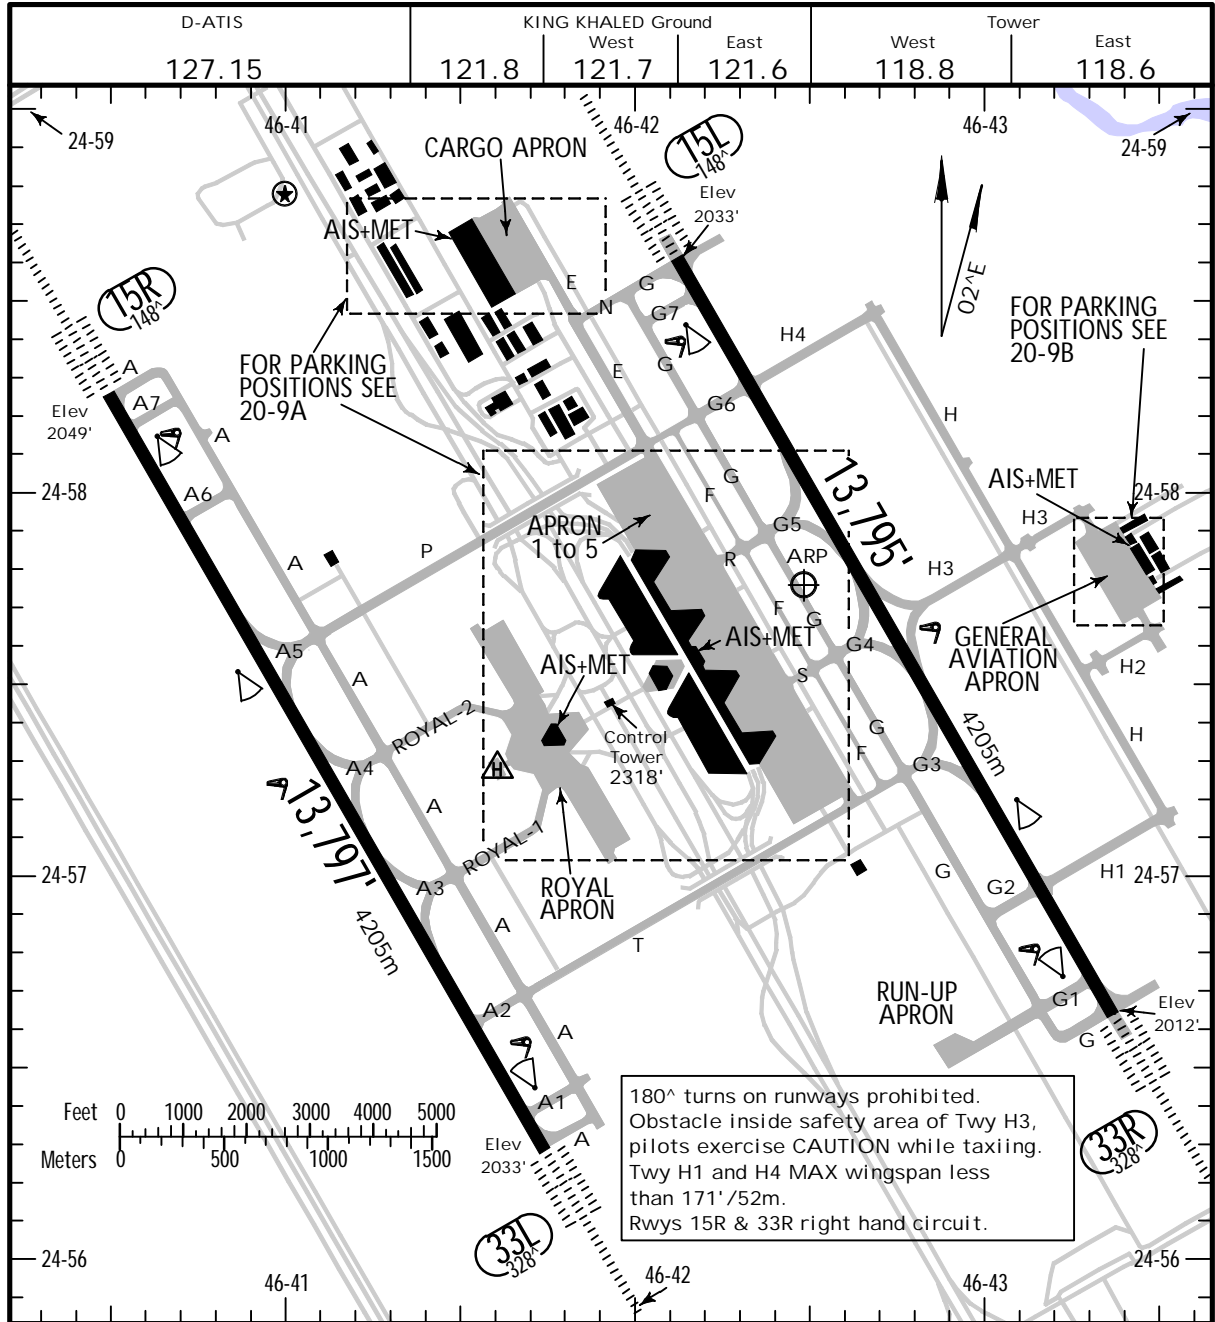 D-ATIS
KING KHALED Ground
Tower
West
East
West
East
127.15
121.8
121.7
121.6
118.8
118.6
24-59
46-41
46-42
46-43
24-59
CARGO APRON
15L
148^
Elev
2033'
AIS+MET
02^E
15R
148^
E
N
G
G7
G
H4
FOR PARKING
POSITIONS SEE
20-9B
FOR PARKING
POSITIONS SEE
20-9A
A
A7
A
Elev
2049'
E
G6
H
24-58
A6
G
F
13,795'
AIS+MET
24-58
APRON
1 to 5
G5
H3
P
A
R
ARP
H3
F
G
A5
AIS+MET
G4
GENERAL
AVIATION
APRON
H2
AIS+MET
A
S
ROYAL-2
Control
Tower
2318'
G
F
4205m
H
H
A4
G3
13,797'
A
ROYAL-1
24-57
A3
ROYAL
APRON
G
G2
H1
24-57
4205m
A
T
RUN-UP
APRON
A2
A
G1
G
Elev
2012'
Feet 0 1000 2000 3000 4000 5000
Meters 0 500 1000 1500
A1
A
Elev
2033'
180^ turns on runways prohibited.
Obstacle inside safety area of Twy H3,
pilots exercise CAUTION while taxiing.
Twy H1 and H4 MAX wingspan less
than 171'/52m.
Rwys 15R & 33R right hand circuit.
33R
328^
33L
328^
24-56
46-41
46-42
46-43
24-56